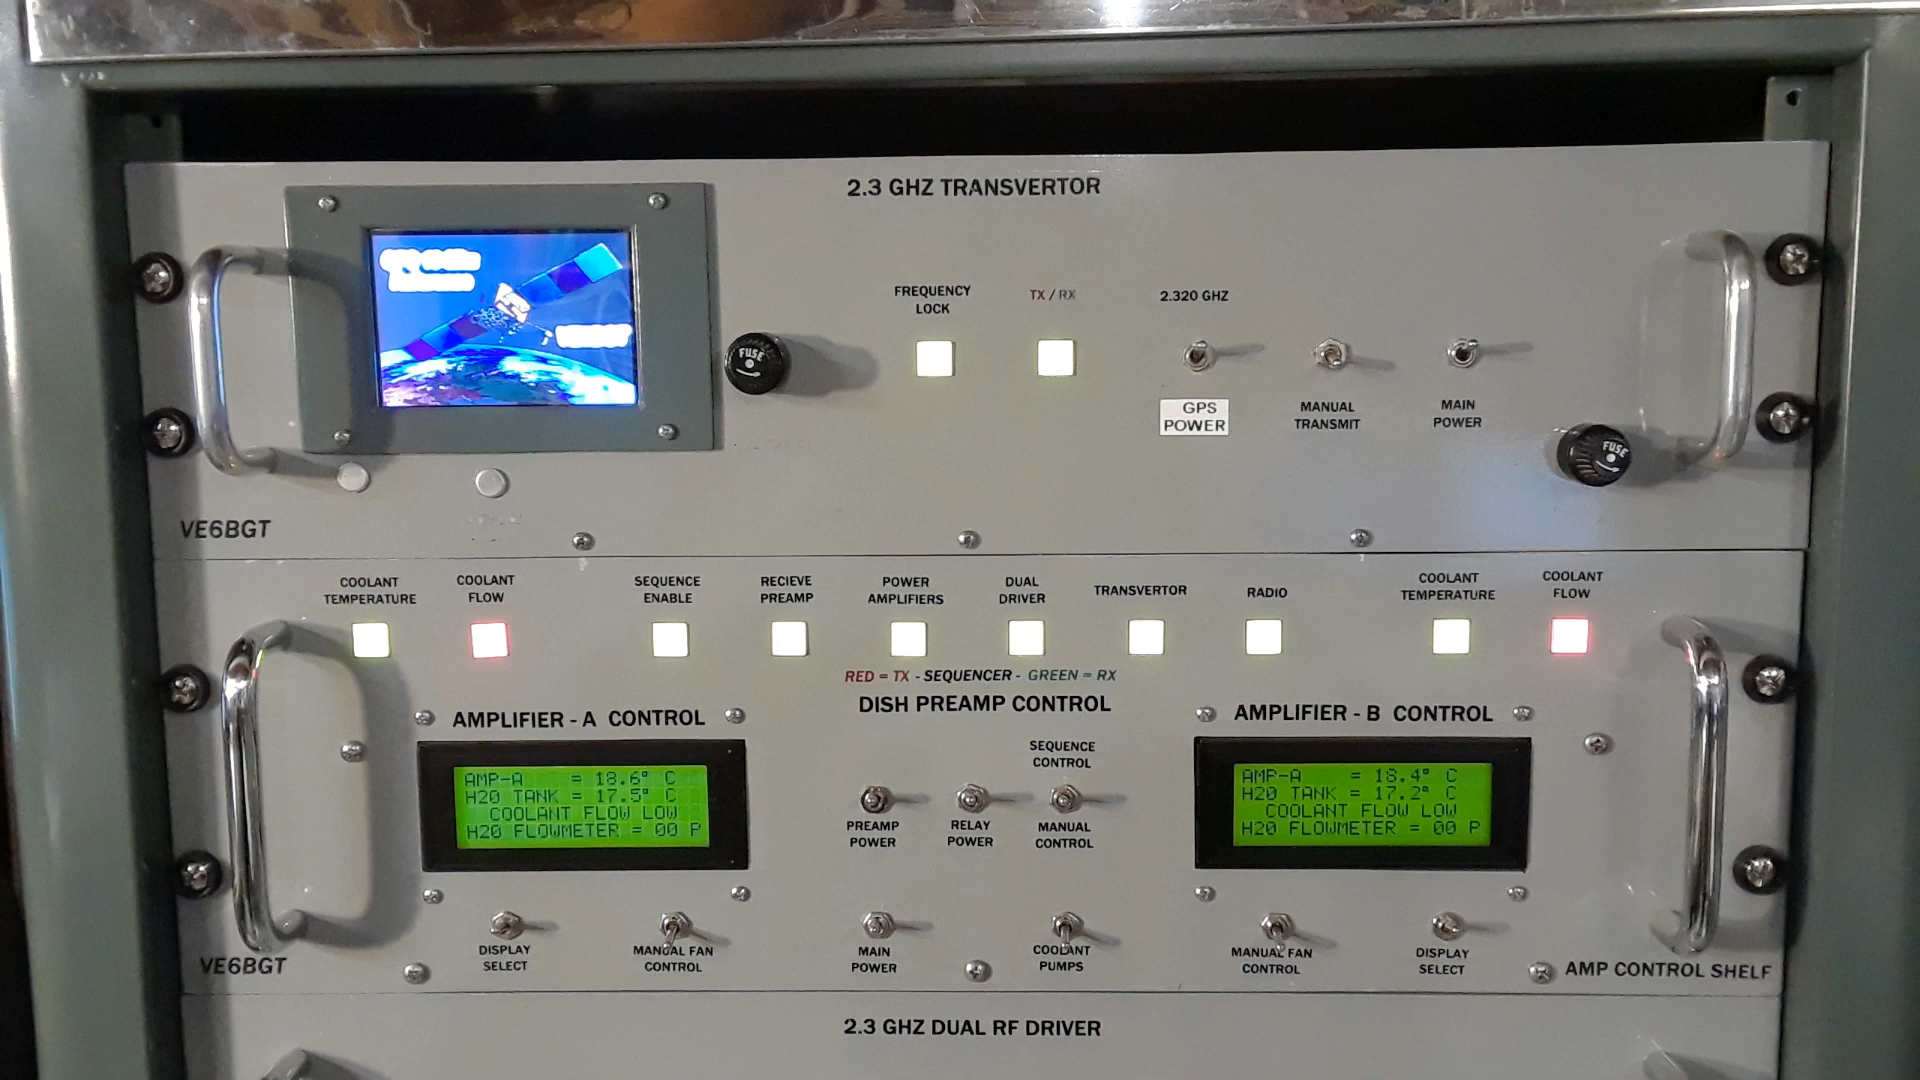 2.3 GHZ TRANSVERTOR
FREQUENCY
LOCK
TX / RX
2.320 GHZ
FUSE
GPS
POWER
MANUAL
TRANSMIT
MAIN
POWER
FUSE
VE6BGT
COOLANT
TEMPERATURE
COOLANT
FLOW
SEQUENCE
ENABLE
RECIEVE
PREAMP
POWER
AMPLIFIERS
DUAL
DRIVER
TRANSVERTOR
RADIO
COOLANT
TEMPERATURE
COOLANT
FLOW
RED = TX - SEQUENCER - GREEN = RX
DISH PREAMP CONTROL
AMPLIFIER - A CONTROL
AMP-A = 18.6° C
H20 TANK = 17.5° C
COOLANT FLOW LOW
H20 FLOWMETER = 00 P
SEQUENCE
CONTROL
PREAMP
POWER
RELAY
POWER
MANUAL
CONTROL
AMPLIFIER - B CONTROL
AMP-A = 18.4° C
H20 TANK = 17.2° C
COOLANT FLOW LOW
H20 FLOWMETER = 00 P
DISPLAY
SELECT
MANUAL FAN
CONTROL
MAIN
POWER
COOLANT
PUMPS
MANUAL FAN
CONTROL
DISPLAY
SELECT
VE6BGT
AMP CONTROL SHELF
2.3 GHZ DUAL RF DRIVER